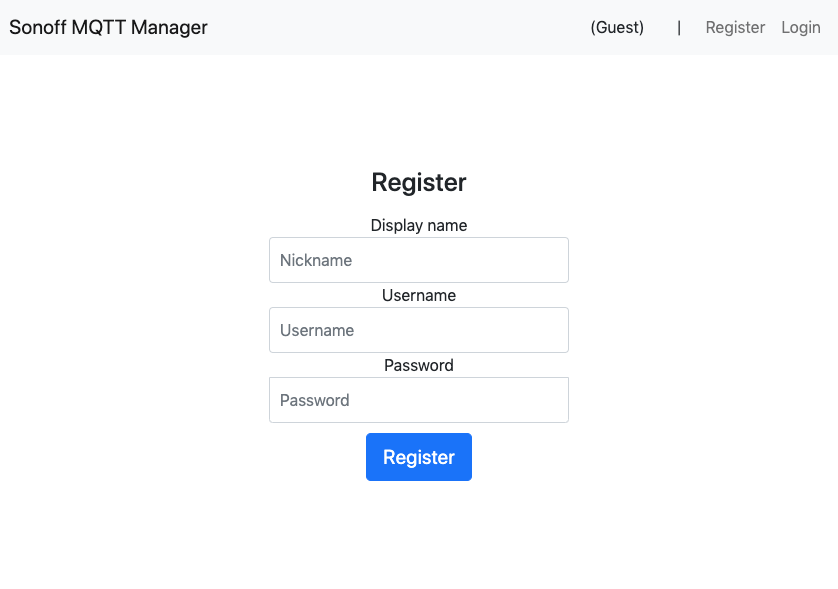 Sonoff MQTT Manager (Guest) | Register Login
Register
Display name
Nickname
Username
Username
Password
Password
Register